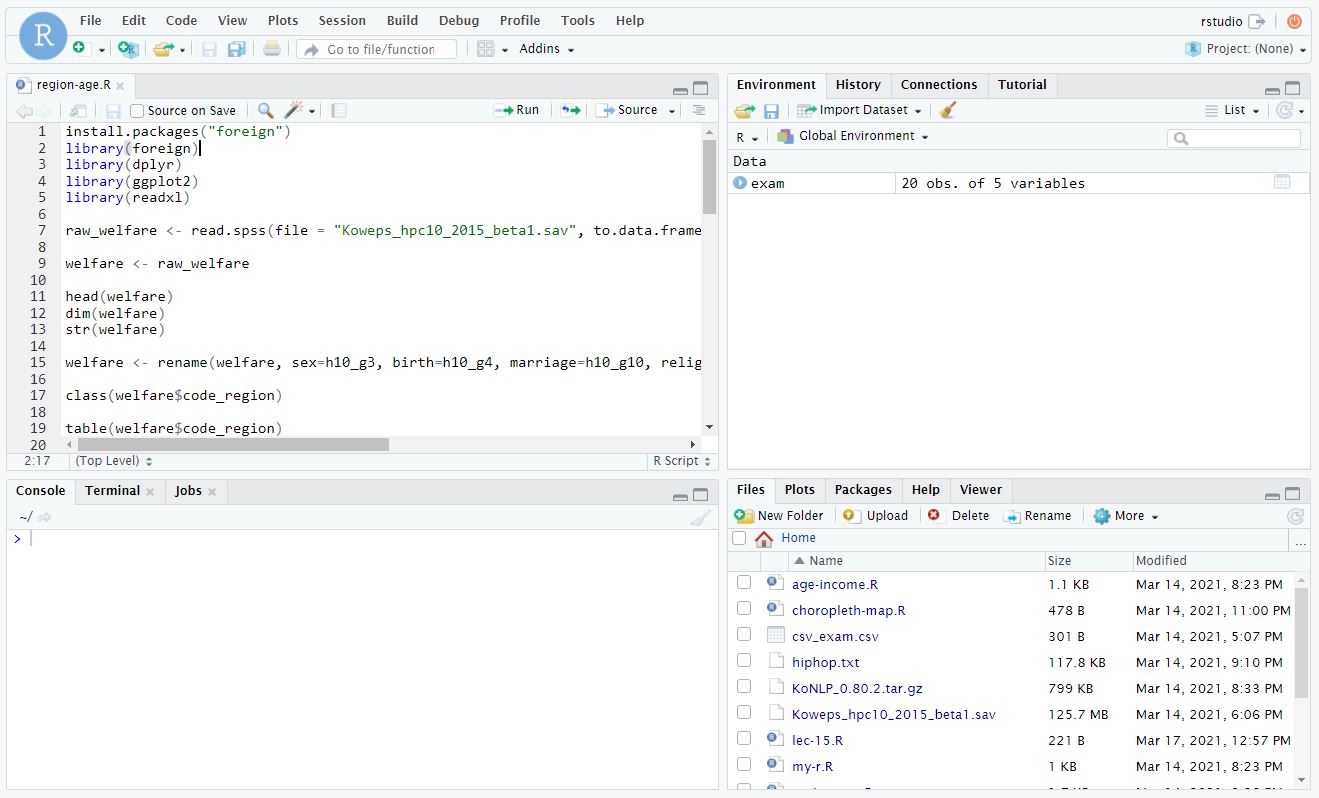 R
File Edit Code View Plots Session Build Debug Profile Tools Help
rstudio
Go to file/function
Addins
Project: (None)
region-age.R
Source on Save
Run
Source
1 install.packages("foreign")
2 library(foreign)
3 library(dplyr)
4 library(ggplot2)
5 library(readxl)
6
7 raw_welfare <- read.spss(file = "Koweps_hpc10_2015_beta1.sav", to.data.frame
8
9 welfare <- raw_welfare
10
11 head(welfare)
12 dim(welfare)
13 str(welfare)
14
15 welfare <- rename(welfare, sex=h10_g3, birth=h10_g4, marriage=h10_g10, relig
16
17 class(welfare$code_region)
18
19 table(welfare$code_region)
20
2:17 (Top Level) R Script
Environment History Connections Tutorial
Import Dataset List
R Global Environment
Data
exam 20 obs. of 5 variables
Console Terminal Jobs
~/
>
Files Plots Packages Help Viewer
New Folder Upload Delete Rename More
Home ...
Name Size Modified
age-income.R 1.1 KB Mar 14, 2021, 8:23 PM
choropleth-map.R 478 B Mar 14, 2021, 11:00 PM
csv_exam.csv 301 B Mar 14, 2021, 5:07 PM
hiphop.txt 117.8 KB Mar 14, 2021, 9:10 PM
KoNLP_0.80.2.tar.gz 799 KB Mar 14, 2021, 8:33 PM
Koweps_hpc10_2015_beta1.sav 125.7 MB Mar 14, 2021, 6:06 PM
lec-15.R 221 B Mar 17, 2021, 12:57 PM
my-r.R 1 KB Mar 14, 2021, 8:23 PM